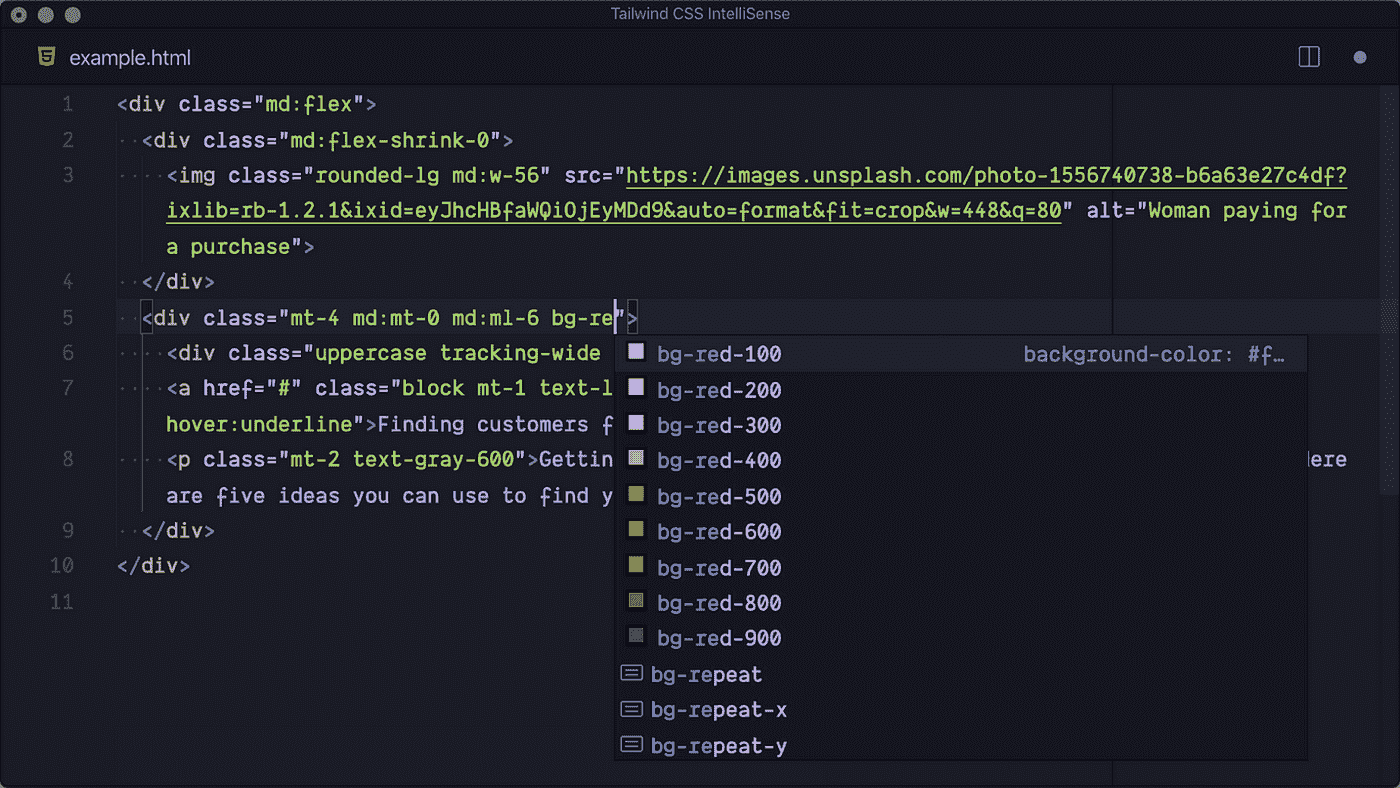 Tailwind CSS IntelliSense
example.html
1 <div class="md:flex">
2 <div class="md:flex-shrink-0">
3 <img class="rounded-lg md:w-56" src="https://images.unsplash.com/photo-1556740738-b6a63e27c4df?
ixlib=rb-1.2.1&ixid=eyJhcHBfaWQiOjEyMDd9&auto=format&fit=crop&w=448&q=80" alt="Woman paying for
a purchase">
4 </div>
5 <div class="mt-4 md:mt-0 md:ml-6 bg-re">
6 <div class="uppercase tracking-wide
7 <a href="#" class="block mt-1 text-l
hover:underline">Finding customers f
8 <p class="mt-2 text-gray-600">Gettin
are five ideas you can use to find y
9 </div>
10 </div>
11
bg-red-100 background-color: #f…
bg-red-200
bg-red-300
bg-red-400
bg-red-500
bg-red-600
bg-red-700
bg-red-800
bg-red-900
bg-repeat
bg-repeat-x
bg-repeat-y